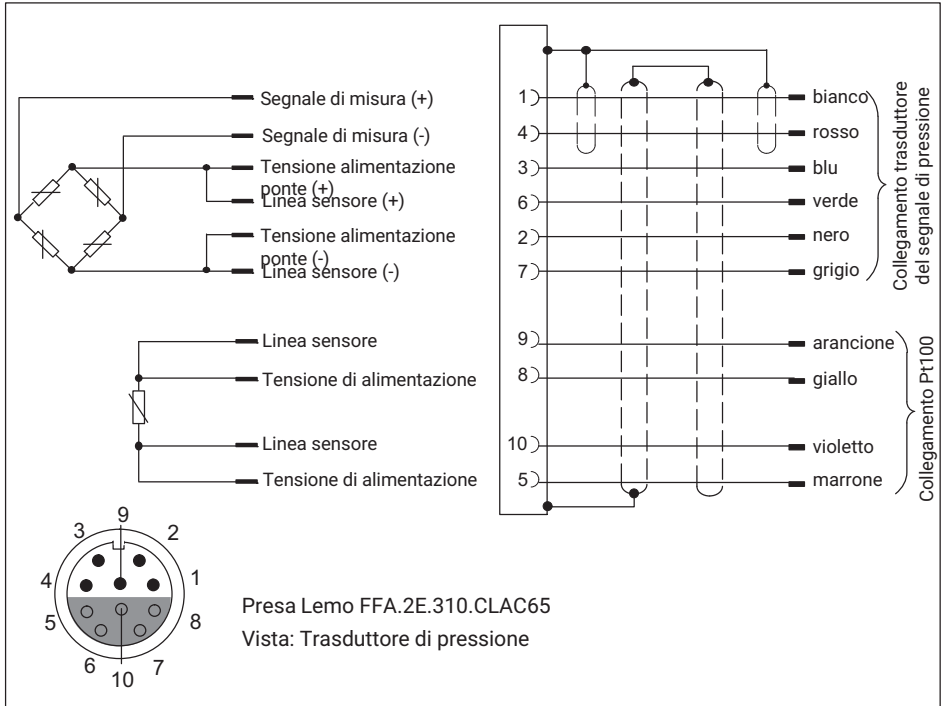 Segnale di misura (+)
Segnale di misura (-)
Tensione alimentazione
ponte (+)
Linea sensore (+)
Tensione alimentazione
ponte (-)
Linea sensore (-)
Linea sensore
Tensione di alimentazione
Linea sensore
Tensione di alimentazione
1 bianco
4 rosso
3 blu
6 verde
2 nero
7 grigio
Collegamento trasduttore
del segnale di pressione
9 arancione
8 giallo
10 violetto
5 marrone
Collegamento Pt100
9
3 2
4 1
5 8
6 7
10
Presa Lemo FFA.2E.310.CLAC65
Vista: Trasduttore di pressione